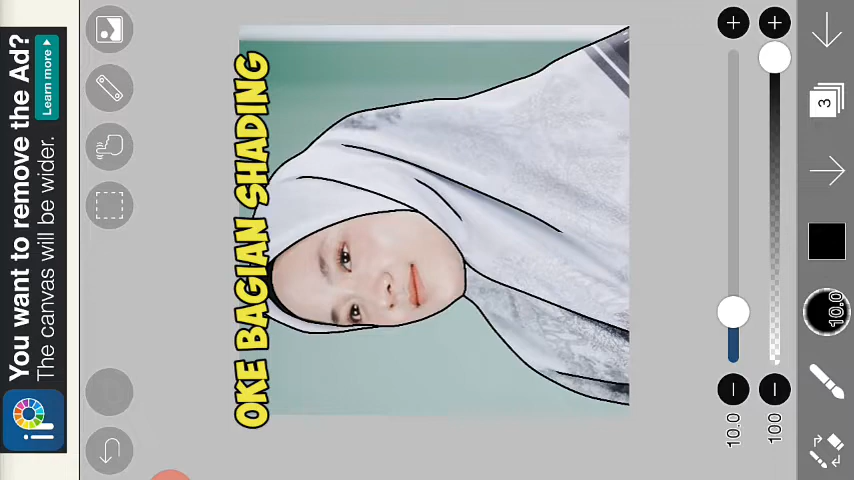 You want to remove the Ad?
The canvas will be wider.
Learn more ▸
OKE BAGIAN SHADING
10.0
100
3
10.0